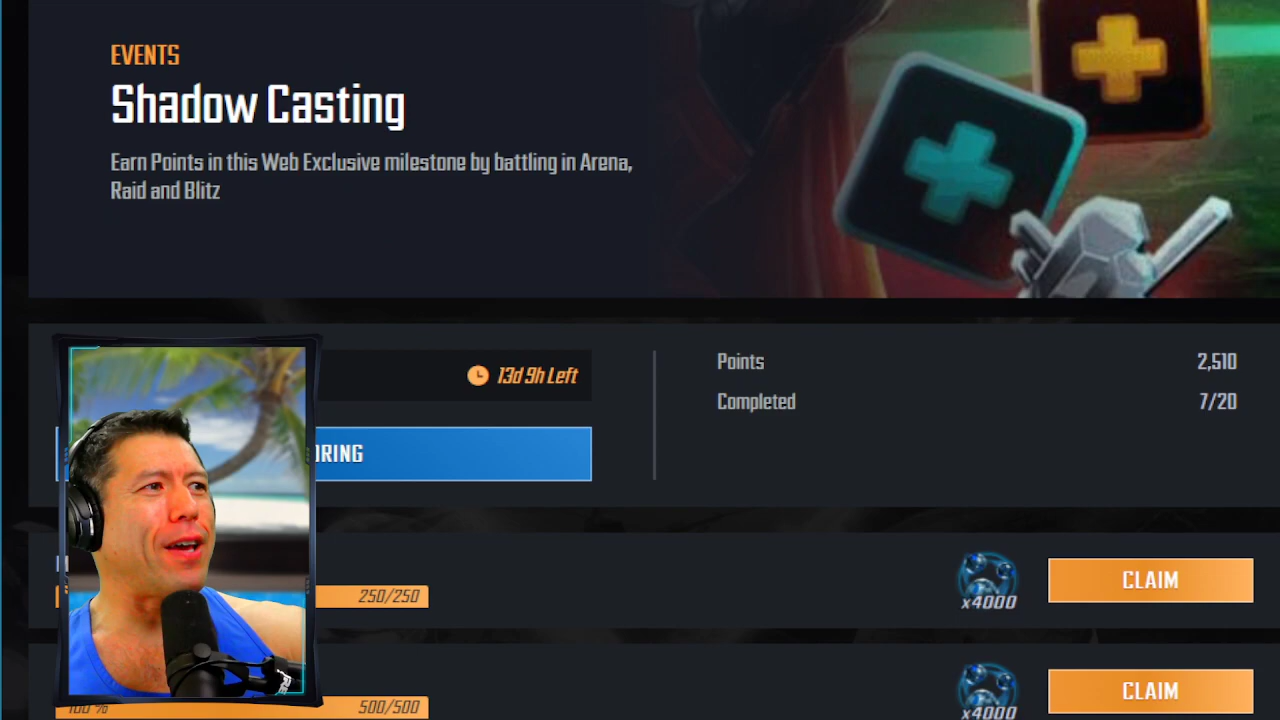 EVENTS
Shadow Casting
Earn Points in this Web Exclusive milestone by battling in Arena,
Raid and Blitz
13d 9h Left
Points 2,510
Completed 7/20
ORING
250/250
x4000
CLAIM
100 %
500/500
x4000
CLAIM